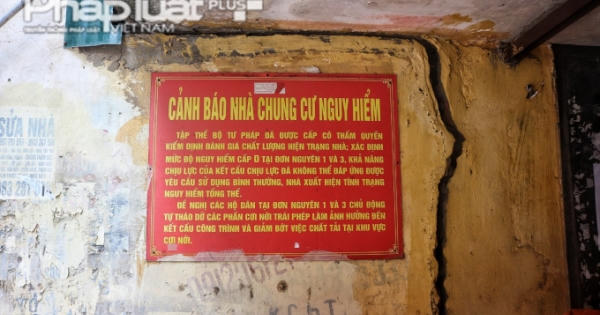 Pháp luật PLUS
TRUYỀN THÔNG PHÁP LUẬT VIỆT NAM
CẢNH BÁO NHÀ CHUNG CƯ NGUY HIỂM
TẬP THỂ BỘ TƯ PHÁP ĐÃ ĐƯỢC CẤP CÓ THẨM QUYỀN
KIỂM ĐỊNH ĐÁNH GIÁ CHẤT LƯỢNG HIỆN TRẠNG NHÀ; XÁC ĐỊNH
MỨC ĐỘ NGUY HIỂM CẤP D TẠI ĐƠN NGUYÊN 1 VÀ 3, KHẢ NĂNG
CHỊU LỰC CỦA KẾT CẤU CHỊU LỰC ĐÃ KHÔNG THỂ ĐÁP ỨNG ĐƯỢC
YÊU CẦU SỬ DỤNG BÌNH THƯỜNG, NHÀ XUẤT HIỆN TÌNH TRẠNG
NGUY HIỂM TỔNG THỂ.
ĐỀ NGHỊ CÁC HỘ DÂN TẠI ĐƠN NGUYÊN 1 VÀ 3 CHỦ ĐỘNG
TỰ THÁO DỠ CÁC PHẦN CƠI NỚI TRÁI PHÉP LÀM ẢNH HƯỞNG ĐẾN
KẾT CẤU CÔNG TRÌNH VÀ GIẢM BỚT VIỆC CHẤT TẢI TẠI KHU VỰC
CƠI NỚI.
SỬA NHÀ